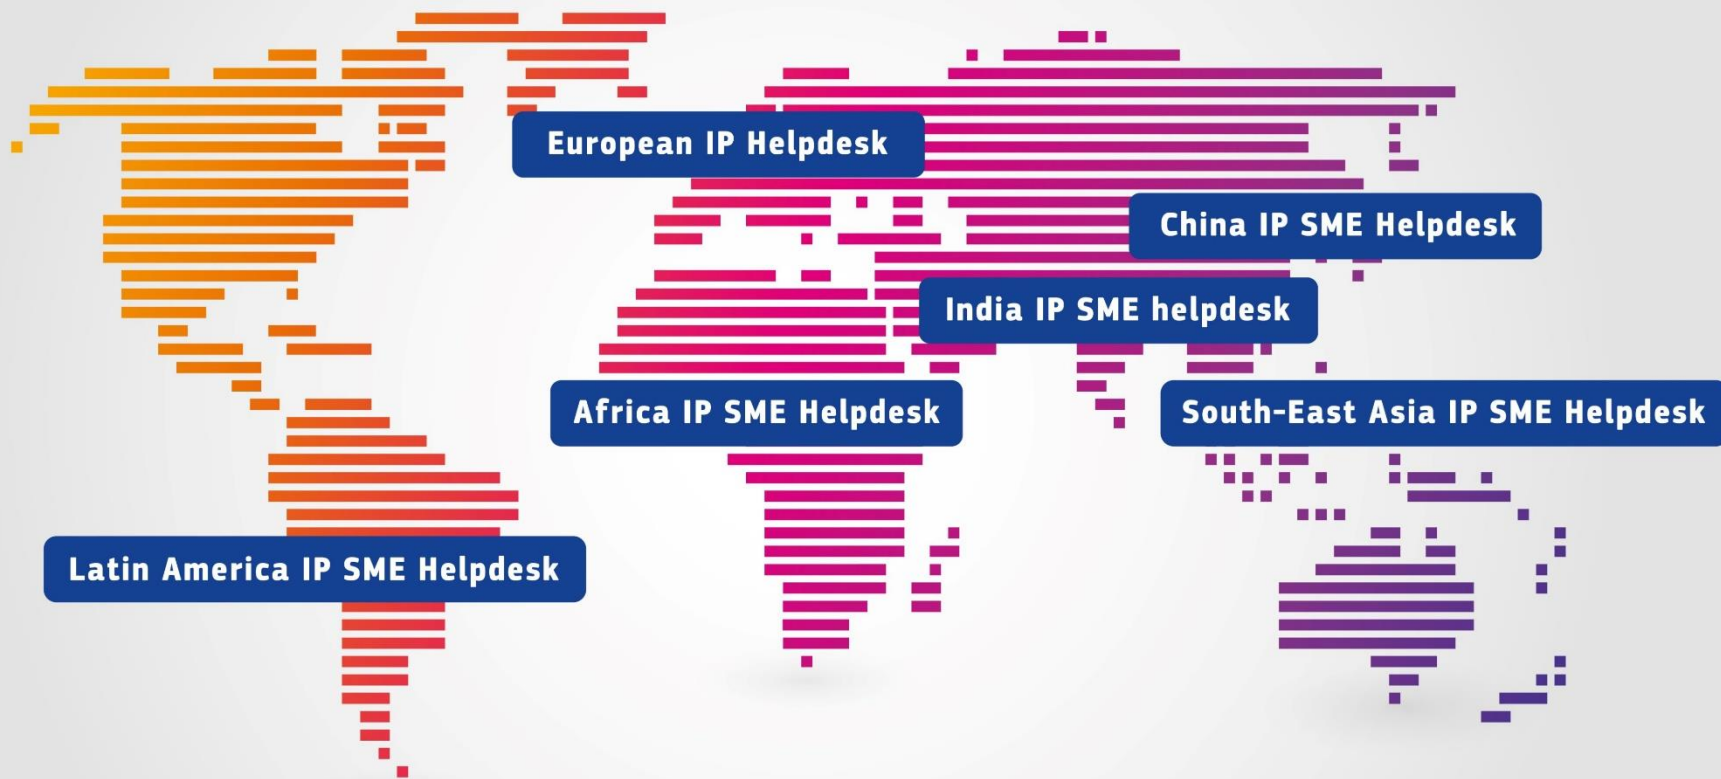 European IP Helpdesk
China IP SME Helpdesk
India IP SME helpdesk
Africa IP SME Helpdesk
South-East Asia IP SME Helpdesk
Latin America IP SME Helpdesk